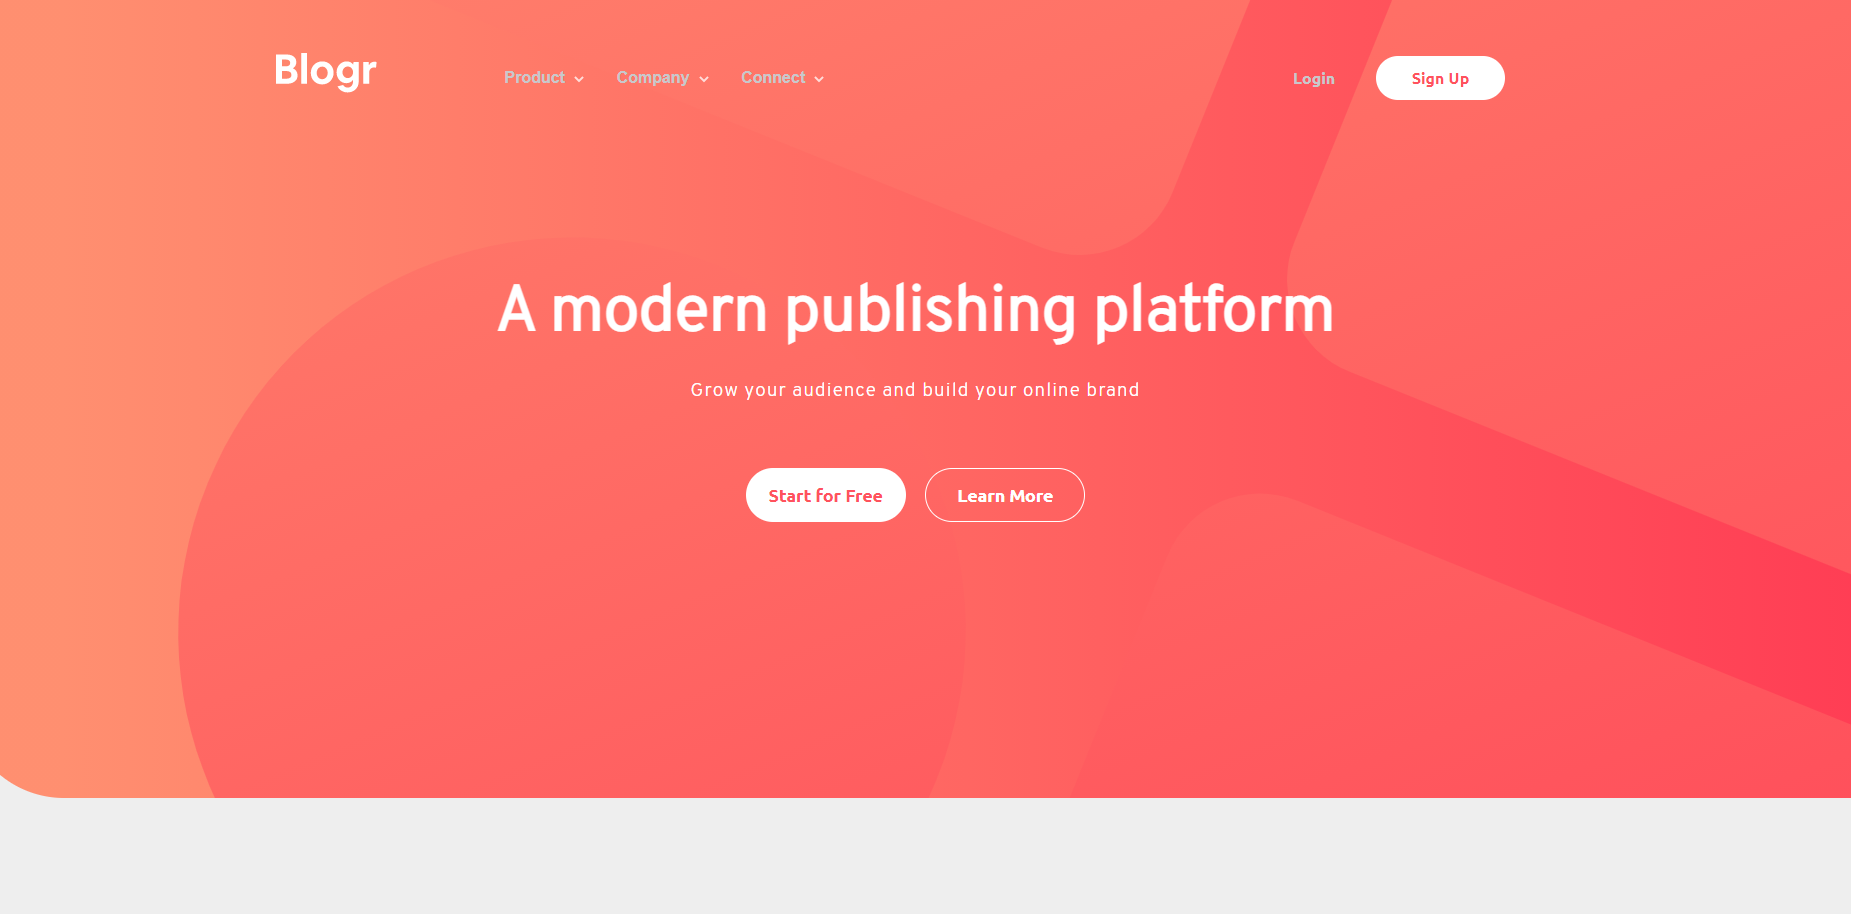 Blogr
Product
Company
Connect
Login
Sign Up
A modern publishing platform
Grow your audience and build your online brand
Start for Free
Learn More